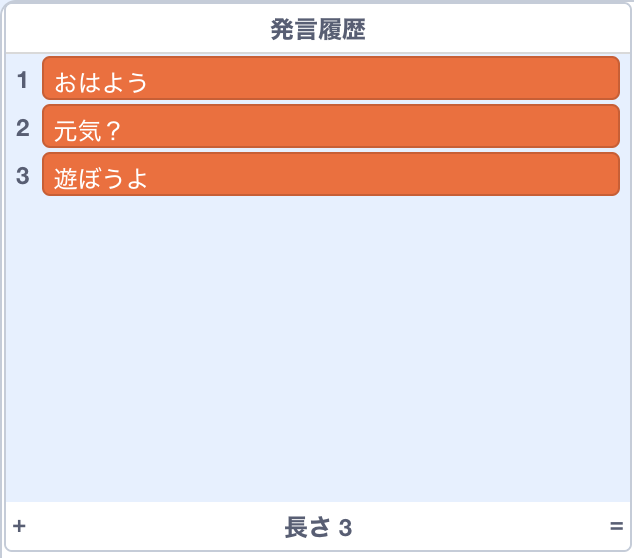 発言履歴
1 おはよう
2 元気？
3 遊ぼうよ
+ 長さ 3 =